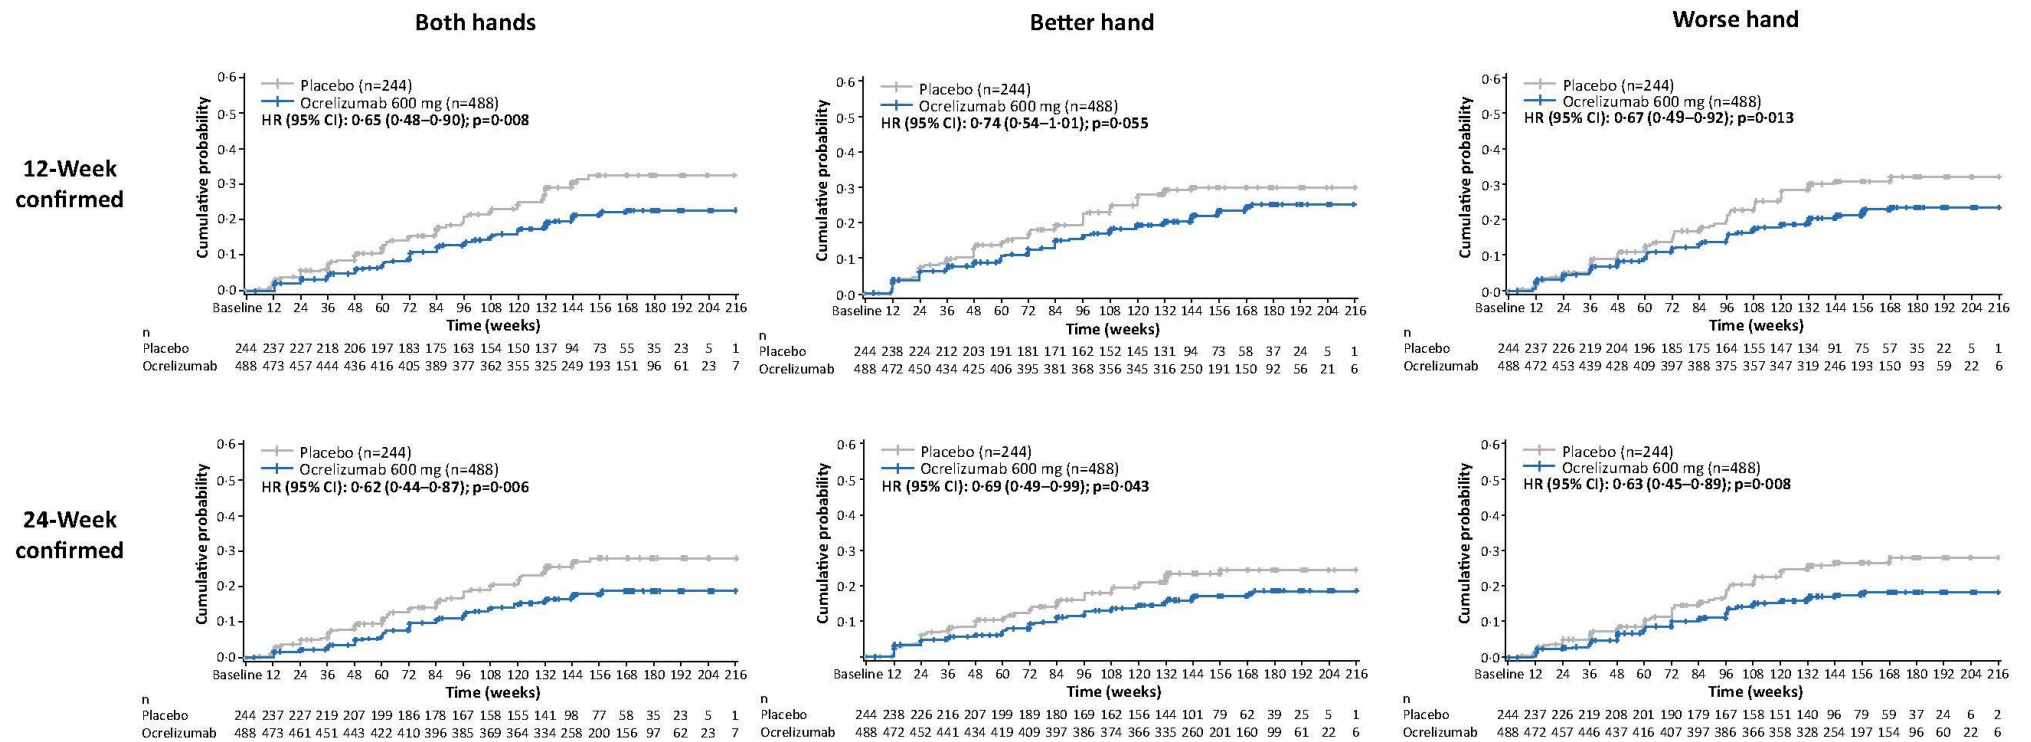 Both hands
Better hand
Worse hand
12-Week
confirmed
Cumulative probability
0·6
0·5
0·4
0·3
0·2
0·1
0·0
Placebo (n=244)
Ocrelizumab 600 mg (n=488)
HR (95% CI): 0·65 (0·48–0·90); p=0·008
Baseline 12 24 36 48 60 72 84 96 108 120 132 144 156 168 180 192 204 216
Time (weeks)
n
Placebo 244 237 227 218 206 197 183 175 163 154 150 137 94 73 55 35 23 5 1
Ocrelizumab 488 473 457 444 436 416 405 389 377 362 355 325 249 193 151 96 61 23 7
Cumulative probability
0·6
0·5
0·4
0·3
0·2
0·1
0·0
Placebo (n=244)
Ocrelizumab 600 mg (n=488)
HR (95% CI): 0·74 (0·54–1·01); p=0·055
Baseline 12 24 36 48 60 72 84 96 108 120 132 144 156 168 180 192 204 216
Time (weeks)
n
Placebo 244 238 224 212 203 191 181 171 162 152 145 131 94 73 58 37 24 5 1
Ocrelizumab 488 472 450 434 425 406 395 381 368 356 345 316 250 191 150 92 56 21 6
Cumulative probability
0·6
0·5
0·4
0·3
0·2
0·1
0·0
Placebo (n=244)
Ocrelizumab 600 mg (n=488)
HR (95% CI): 0·67 (0·49–0·92); p=0·013
Baseline 12 24 36 48 60 72 84 96 108 120 132 144 156 168 180 192 204 216
Time (weeks)
n
Placebo 244 237 226 219 204 196 185 175 164 155 147 134 91 75 57 35 22 5 1
Ocrelizumab 488 472 453 439 428 409 397 388 375 357 347 319 246 193 150 93 59 22 6
24-Week
confirmed
Cumulative probability
0·6
0·5
0·4
0·3
0·2
0·1
0·0
Placebo (n=244)
Ocrelizumab 600 mg (n=488)
HR (95% CI): 0·62 (0·44–0·87); p=0·006
Baseline 12 24 36 48 60 72 84 96 108 120 132 144 156 168 180 192 204 216
Time (weeks)
n
Placebo 244 237 227 219 207 199 186 178 167 158 155 141 98 77 58 35 23 5 1
Ocrelizumab 488 473 461 451 443 422 410 396 385 369 364 334 258 200 156 97 62 23 7
Cumulative probability
0·6
0·5
0·4
0·3
0·2
0·1
Placebo (n=244)
Ocrelizumab 600 mg (n=488)
HR (95% CI): 0·69 (0·49–0·99); p=0·043
Baseline 12 24 36 48 60 72 84 96 108 120 132 144 156 168 180 192 204 216
Time (weeks)
n
Placebo 244 238 226 216 207 199 189 180 169 162 156 144 101 79 62 39 25 5 1
Ocrelizumab 488 472 452 441 434 419 409 397 386 374 366 335 260 201 160 99 61 22 6
Cumulative probability
0·6
0·5
0·4
0·3
0·2
0·1
0·0
Placebo (n=244)
Ocrelizumab 600 mg (n=488)
HR (95% CI): 0·63 (0·45–0·89); p=0·008
Baseline 12 24 36 48 60 72 84 96 108 120 132 144 156 168 180 192 204 216
Time (weeks)
n
Placebo 244 237 226 219 208 201 190 179 167 158 151 140 96 79 59 37 24 6 2
Ocrelizumab 488 472 457 446 437 416 407 397 386 366 358 328 254 197 154 96 60 22 6